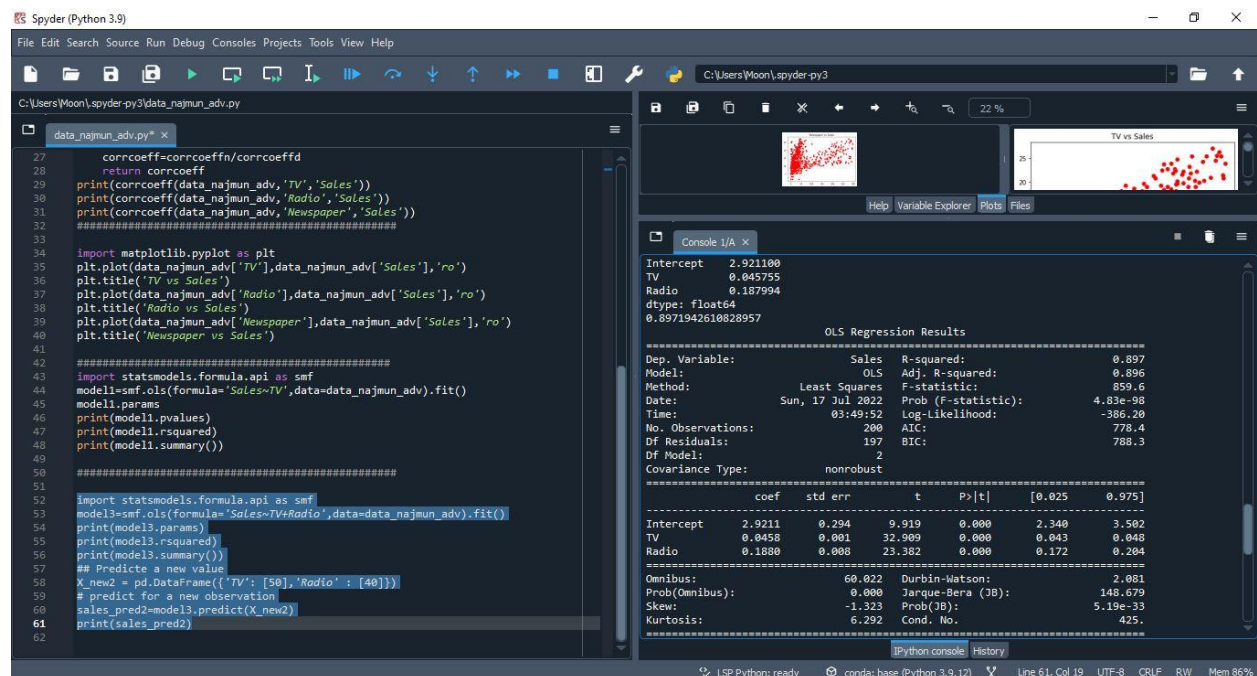 Spyder (Python 3.9)
File Edit Search Source Run Debug Consoles Projects Tools View Help
C:\Users\Moon\.spyder-py3
C:\Users\Moon\.spyder-py3\data_najmun_adv.py
data_najmun_adv.py*
27 corrcoeff=corrcoeffn/corrcoeffd
28 return corrcoeff
29 print(corrcoeff(data_najmun_adv,'TV','Sales'))
30 print(corrcoeff(data_najmun_adv,'Radio','Sales'))
31 print(corrcoeff(data_najmun_adv,'Newspaper','Sales'))
32 ##################################################
33
34 import matplotlib.pyplot as plt
35 plt.plot(data_najmun_adv['TV'],data_najmun_adv['Sales'],'ro')
36 plt.title('TV vs Sales')
37 plt.plot(data_najmun_adv['Radio'],data_najmun_adv['Sales'],'ro')
38 plt.title('Radio vs Sales')
39 plt.plot(data_najmun_adv['Newspaper'],data_najmun_adv['Sales'],'ro')
40 plt.title('Newspaper vs Sales')
41
42 #################################################
43 import statsmodels.formula.api as smf
44 model1=smf.ols(formula='Sales~TV',data=data_najmun_adv).fit()
45 model1.params
46 print(model1.pvalues)
47 print(model1.rsquared)
48 print(model1.summary())
49
50 ##################################################
51
52 import statsmodels.formula.api as smf
53 model3=smf.ols(formula='Sales~TV+Radio',data=data_najmun_adv).fit()
54 print(model3.params)
55 print(model3.rsquared)
56 print(model3.summary())
57 ## Predicte a new value
58 X_new2 = pd.DataFrame({'TV': [50],'Radio' : [40]})
59 # predict for a new observation
60 sales_pred2=model3.predict(X_new2)
61 print(sales_pred2)
62
22 %
TV vs Sales
25
20
Help Variable Explorer Plots Files
Console 1/A
Intercept 2.921100
TV 0.045755
Radio 0.187994
dtype: float64
0.8971942610828957
OLS Regression Results
==============================================================================
Dep. Variable: Sales R-squared: 0.897
Model: OLS Adj. R-squared: 0.896
Method: Least Squares F-statistic: 859.6
Date: Sun, 17 Jul 2022 Prob (F-statistic): 4.83e-98
Time: 03:49:52 Log-Likelihood: -386.20
No. Observations: 200 AIC: 778.4
Df Residuals: 197 BIC: 788.3
Df Model: 2
Covariance Type: nonrobust
==============================================================================
coef std err t P>|t| [0.025 0.975]
------------------------------------------------------------------------------
Intercept 2.9211 0.294 9.919 0.000 2.340 3.502
TV 0.0458 0.001 32.909 0.000 0.043 0.048
Radio 0.1880 0.008 23.382 0.000 0.172 0.204
==============================================================================
Omnibus: 60.022 Durbin-Watson: 2.081
Prob(Omnibus): 0.000 Jarque-Bera (JB): 148.679
Skew: -1.323 Prob(JB): 5.19e-33
Kurtosis: 6.292 Cond. No. 425.
==============================================================================
IPython console History
LSP Python: ready conda: base (Python 3.9.12) Line 61, Col 19 UTF-8 CRLF RW Mem 86%